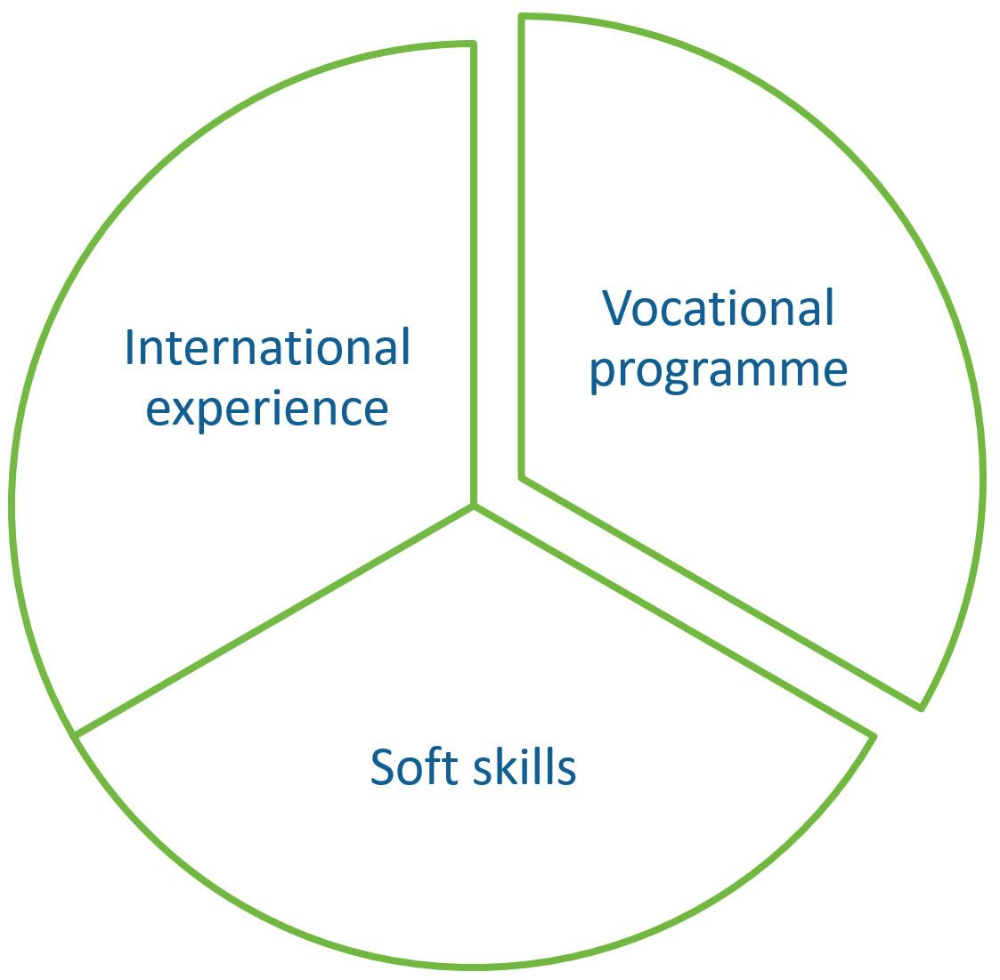 International
experience
Vocational
programme
Soft skills